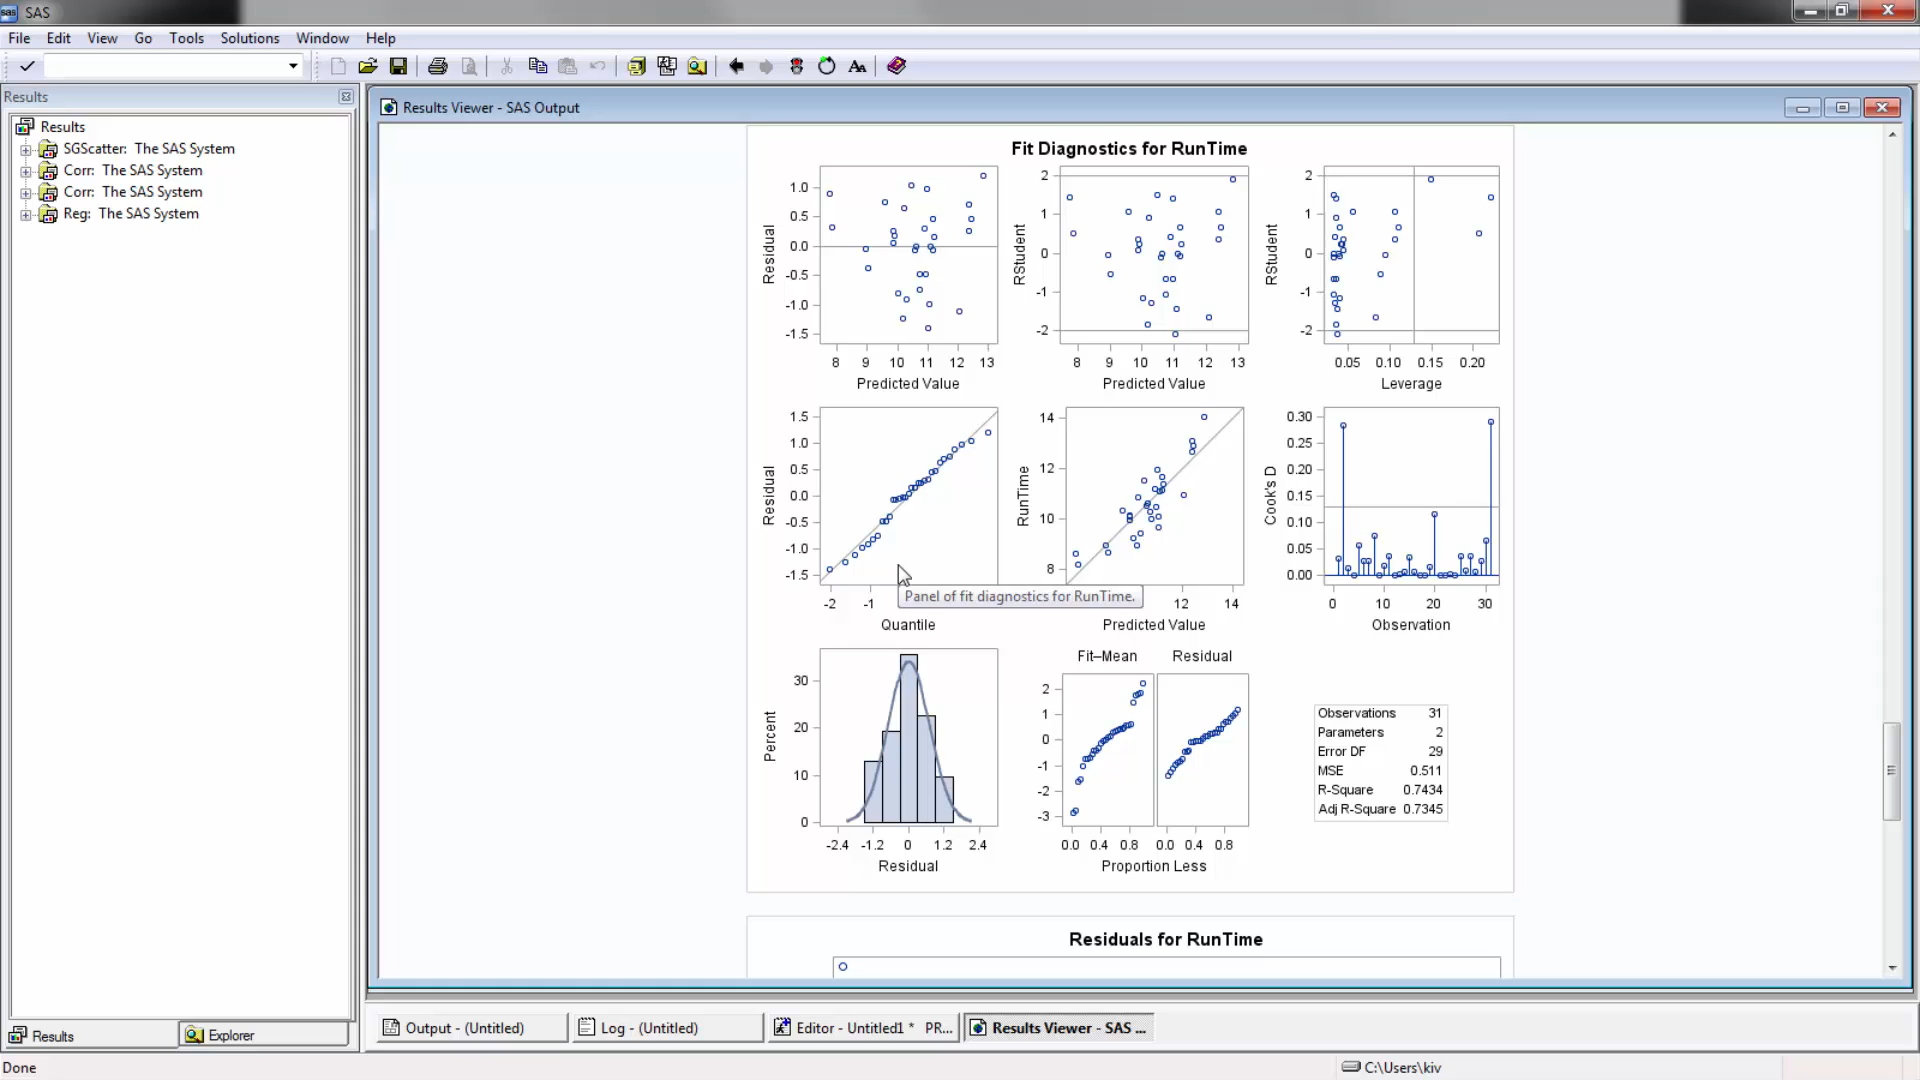 SAS
File Edit View Go Tools Solutions Window Help
Results
Results
SGScatter: The SAS System
Corr: The SAS System
Corr: The SAS System
Reg: The SAS System
Results Viewer - SAS Output
Fit Diagnostics for RunTime
1.0
0.5
0.0
-0.5
-1.0
-1.5
Residual
8 9 10 11 12 13
Predicted Value
2
1
0
-1
-2
RStudent
8 9 10 11 12 13
Predicted Value
2
1
0
-1
-2
RStudent
0.05 0.10 0.15 0.20
Leverage
1.5
1.0
0.5
0.0
-0.5
-1.0
-1.5
Residual
-2 -1
Quantile
14
12
10
8
RunTime
12 14
Predicted Value
Panel of fit diagnostics for RunTime.
0.30
0.25
0.20
0.15
0.10
0.05
0.00
Cook's D
0 10 20 30
Observation
30
20
10
0
Percent
-2.4 -1.2 0 1.2 2.4
Residual
Fit–Mean Residual
2
1
0
-1
-2
-3
0.0 0.4 0.8 0.0 0.4 0.8
Proportion Less
Observations 31
Parameters 2
Error DF 29
MSE 0.511
R-Square 0.7434
Adj R-Square 0.7345
Residuals for RunTime
Results Explorer
Output - (Untitled) Log - (Untitled) Editor - Untitled1 * PR... Results Viewer - SAS ...
Done C:\Users\kiv